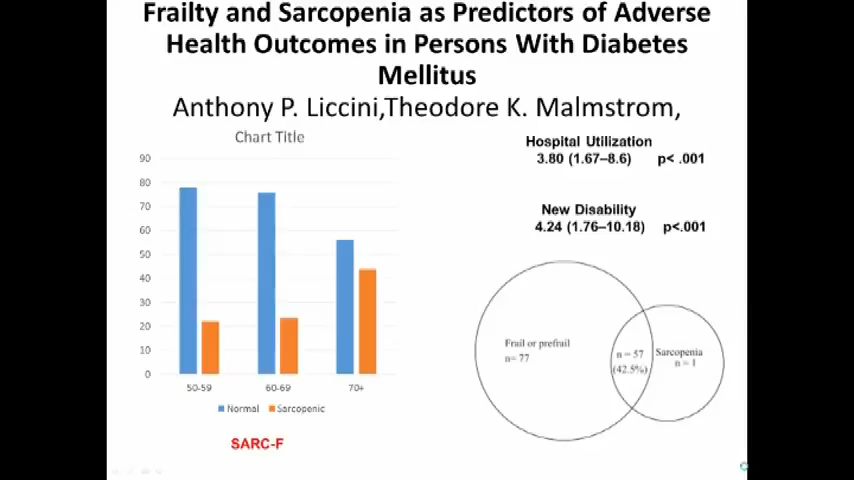 Frailty and Sarcopenia as Predictors of Adverse
Health Outcomes in Persons With Diabetes
Mellitus
Anthony P. Liccini,Theodore K. Malmstrom,
Chart Title
90
80
70
60
50
40
30
20
10
0
50-59 60-69 70+
Normal Sarcopenic
SARC-F
Hospital Utilization
3.80 (1.67–8.6) p< .001
New Disability
4.24 (1.76–10.18) p<.001
Frail or prefrail
n= 77
n = 57
(42.5%)
Sarcopenia
n = 1